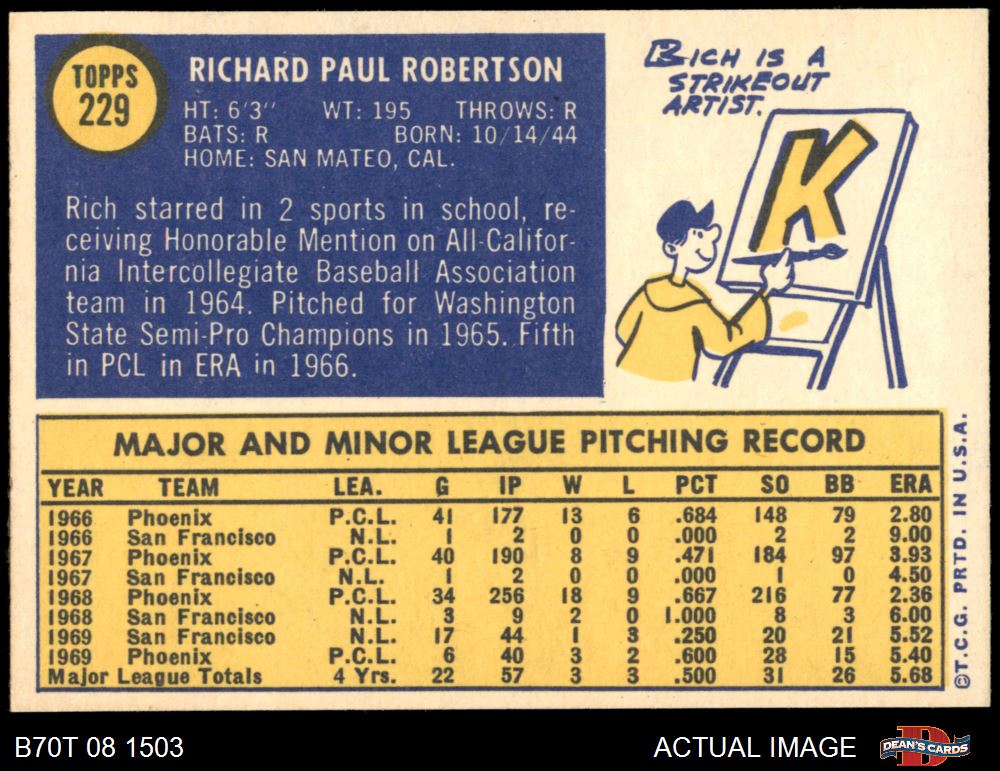 TOPPS
229
RICHARD PAUL ROBERTSON
HT: 6'3'' WT: 195 THROWS: R
BATS: R BORN: 10/14/44
HOME: SAN MATEO, CAL.
Rich starred in 2 sports in school, re-
ceiving Honorable Mention on All-Califor-
nia Intercollegiate Baseball Association
team in 1964. Pitched for Washington
State Semi-Pro Champions in 1965. Fifth
in PCL in ERA in 1966.
RICH IS A
STRIKEOUT
ARTIST.
K
MAJOR AND MINOR LEAGUE PITCHING RECORD
YEAR TEAM LEA. G IP W L PCT SO BB ERA
1966 Phoenix P.C.L. 41 177 13 6 .684 148 79 2.80
1966 San Francisco N.L. 1 2 0 0 .000 2 2 9.00
1967 Phoenix P.C.L. 40 190 8 9 .471 184 97 3.93
1967 San Francisco N.L. 1 2 0 0 .000 1 0 4.50
1968 Phoenix P.C.L. 34 256 18 9 .667 216 77 2.36
1968 San Francisco N.L. 3 9 2 0 1.000 8 3 6.00
1969 San Francisco N.L. 17 44 1 3 .250 20 21 5.52
1969 Phoenix P.C.L. 6 40 3 2 .600 28 15 5.40
Major League Totals 4 Yrs. 22 57 3 3 .500 31 26 5.68
©T.C.G. PRTD. IN U.S.A.
B70T 08 1503
ACTUAL IMAGE
DEAN'S CARDS